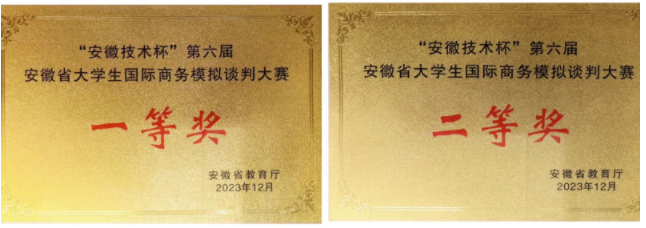 “安徽技术杯”第六届
安徽省大学生国际商务模拟谈判大赛
一等奖
安徽省教育厅
2023年12月
“安徽技术杯”第六届
安徽省大学生国际商务模拟谈判大赛
二等奖
安徽省教育厅
2023年12月